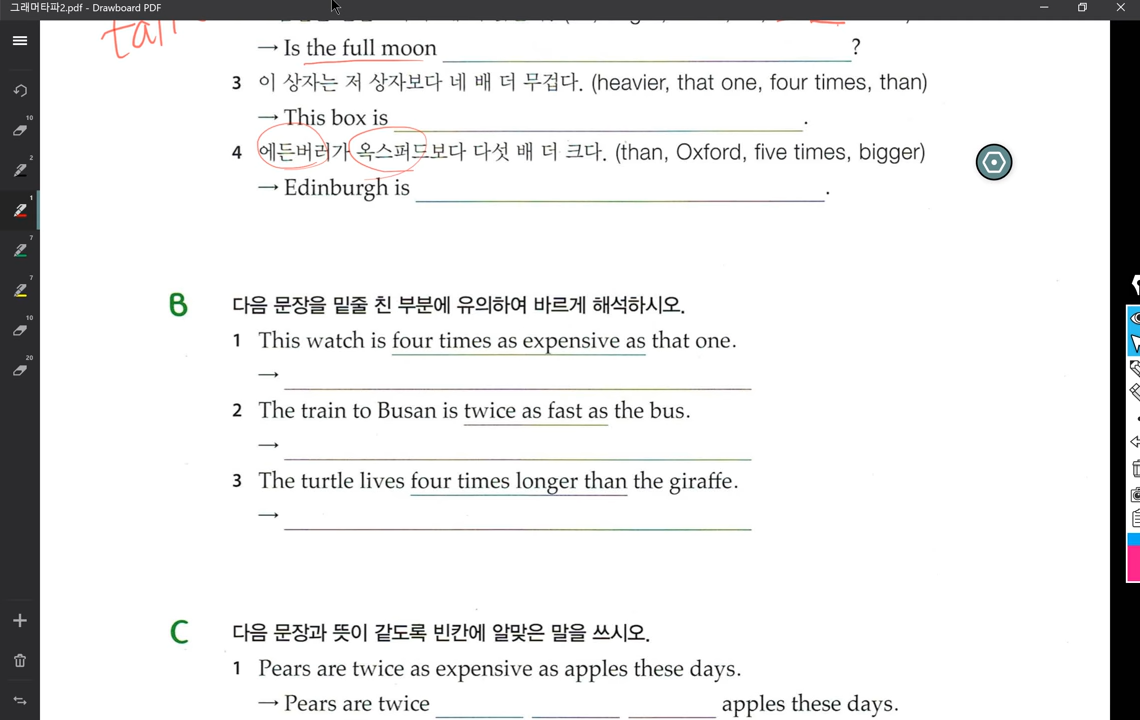 그래머타파2.pdf - Drawboard PDF
tall
→ Is the full moon ?
3 이 상자는 저 상자보다 네 배 더 무겁다. (heavier, that one, four times, than)
→ This box is .
4 에든버러가 옥스퍼드보다 다섯 배 더 크다. (than, Oxford, five times, bigger)
→ Edinburgh is .
B 다음 문장을 밑줄 친 부분에 유의하여 바르게 해석하시오.
1 This watch is four times as expensive as that one.
→
2 The train to Busan is twice as fast as the bus.
→
3 The turtle lives four times longer than the giraffe.
→
C 다음 문장과 뜻이 같도록 빈칸에 알맞은 말을 쓰시오.
1 Pears are twice as expensive as apples these days.
→ Pears are twice apples these days.
10
2
1
7
7
10
20